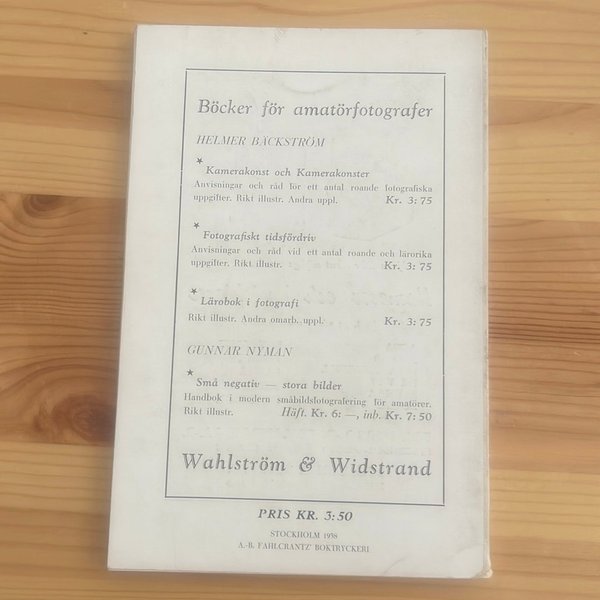 Böcker för amatörfotografer
HELMER BÄCKSTRÖM
★ Kamerakonst och Kamerakonster
Anvisningar och råd för ett antal roande fotografiska
uppgifter. Rikt illustr. Andra uppl. Kr. 3: 75
★ Fotografiskt tidsfördriv
Anvisningar och råd vid ett antal roande och lärorika
uppgifter. Rikt illustr. Kr. 3: 75
★ Lärobok i fotografi
Rikt illustr. Andra omarb. uppl. Kr. 3: 75
GUNNAR NYMAN
★ Små negativ — stora bilder
Handbok i modern småbildsfotografering för amatörer.
Rikt illustr. Häft. Kr. 6: —, inb. Kr. 7: 50
Wahlström & Widstrand
PRIS KR. 3: 50
STOCKHOLM 1938
A.-B. FAHLCRANTZ' BOKTRYCKERI